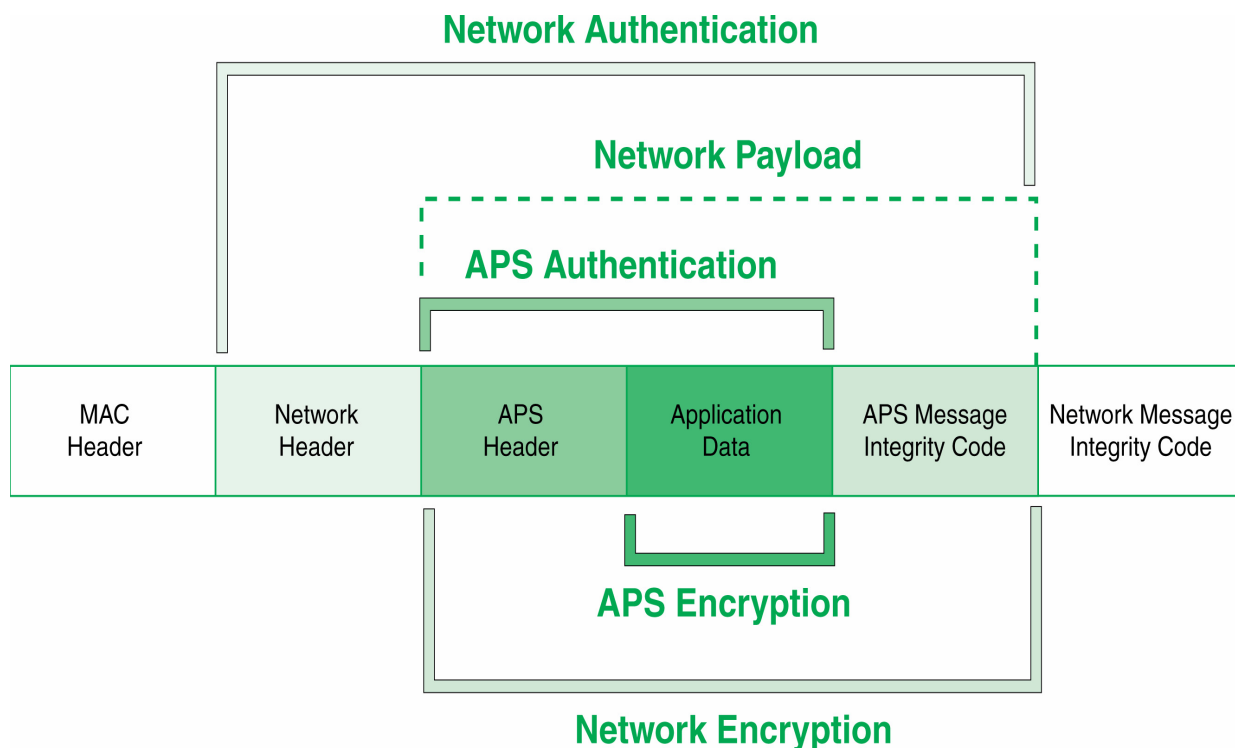 Network Authentication
Network Payload
APS Authentication
MAC
Header
Network
Header
APS
Header
Application
Data
APS Message
Integrity Code
Network Message
Integrity Code
APS Encryption
Network Encryption